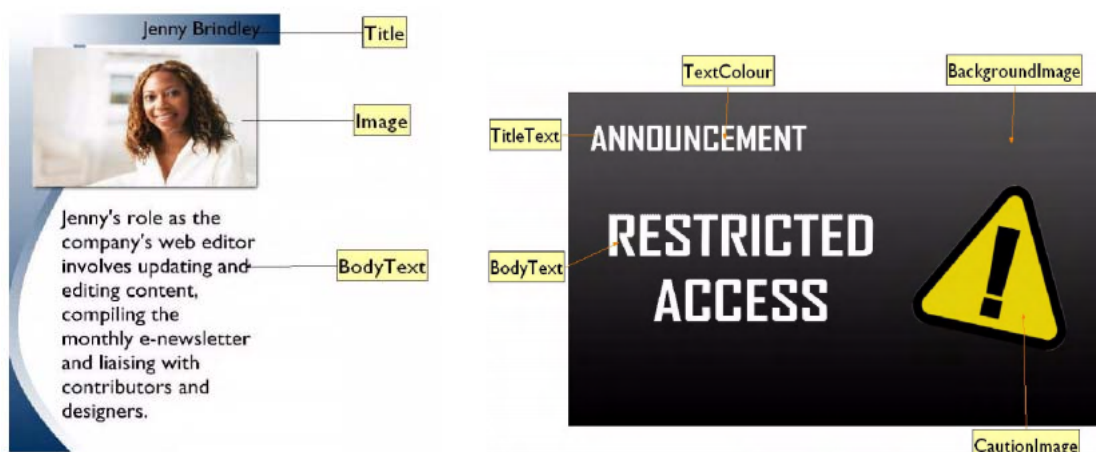 Jenny Brindley
Title
Image
Jenny's role as the
company's web editor
involves updating and
editing content,
compiling the
monthly e-newsletter
and liaising with
contributors and
designers.
BodyText
TextColour
BackgroundImage
TitleText
ANNOUNCEMENT
BodyText
RESTRICTED
ACCESS
CautionImage